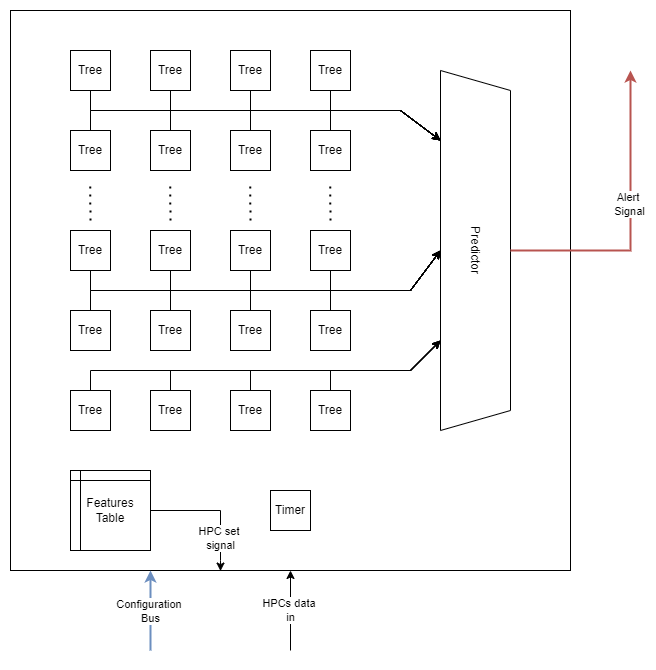 Tree Tree Tree Tree
Tree Tree Tree Tree
Tree Tree Tree Tree
Tree Tree Tree Tree
Tree Tree Tree Tree
Predictor
Alert
Signal
Features
Table
HPC set
signal
Timer
Configuration
Bus
HPCs data
in